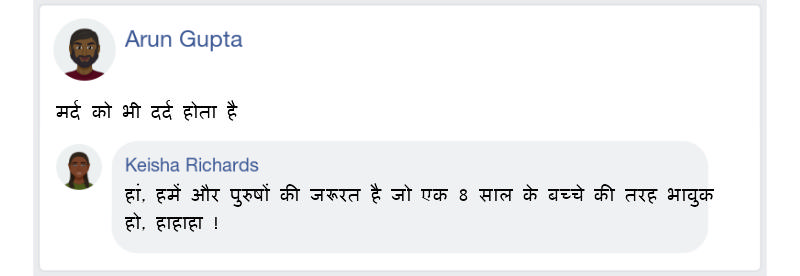 Arun Gupta
मर्द को भी दर्द होता है
Keisha Richards
हां, हमें और पुरुषों की जरूरत है जो एक 8 साल के बच्चे की तरह भावुक
हो, हाहाहा !